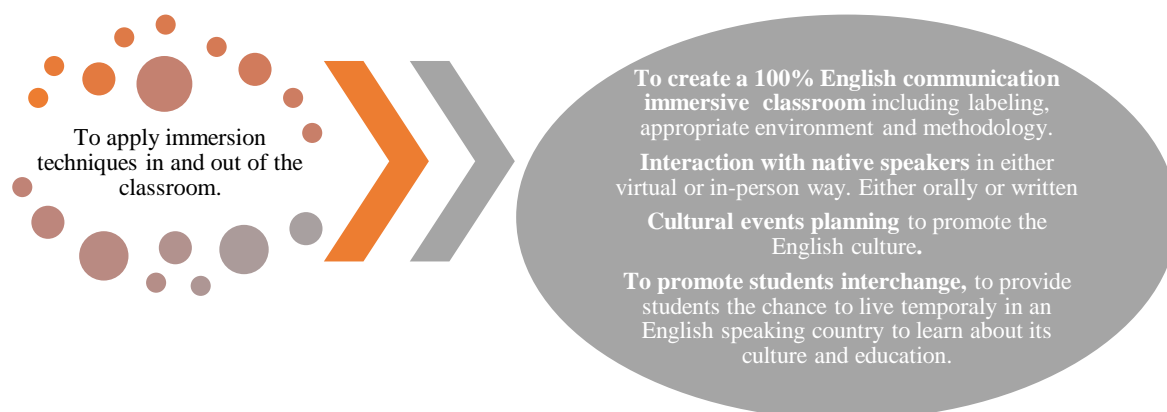 To apply immersion
techniques in and out of the
classroom.
To create a 100% English communication
immersive classroom including labeling,
appropriate environment and methodology.
Interaction with native speakers in either
virtual or in-person way. Either orally or written
Cultural events planning to promote the
English culture.
To promote students interchange, to provide
students the chance to live temporaly in an
English speaking country to learn about its
culture and education.